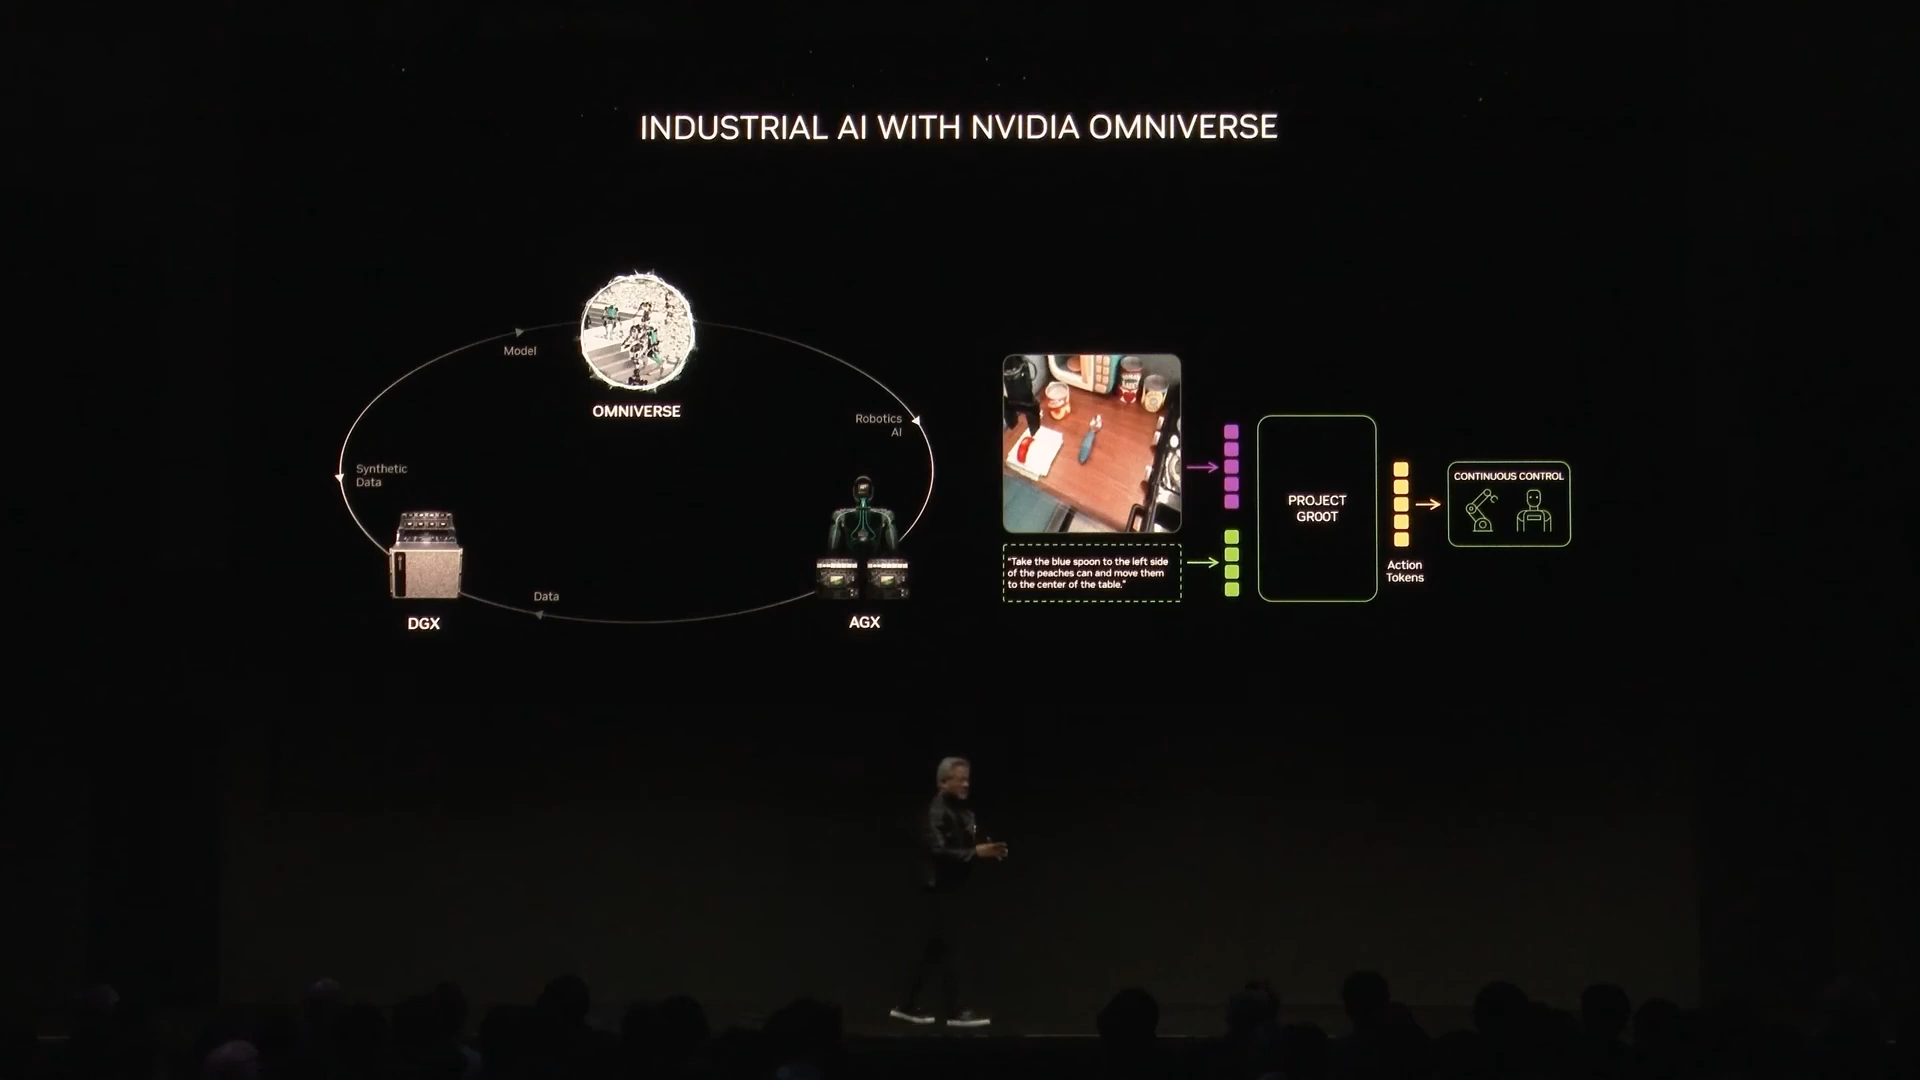 INDUSTRIAL AI WITH NVIDIA OMNIVERSE
Model
OMNIVERSE
Robotics
AI
Synthetic
Data
DGX
Data
AGX
"Take the blue spoon to the left side
of the peaches can and move them
to the center of the table."
PROJECT
GR00T
Action
Tokens
CONTINUOUS CONTROL